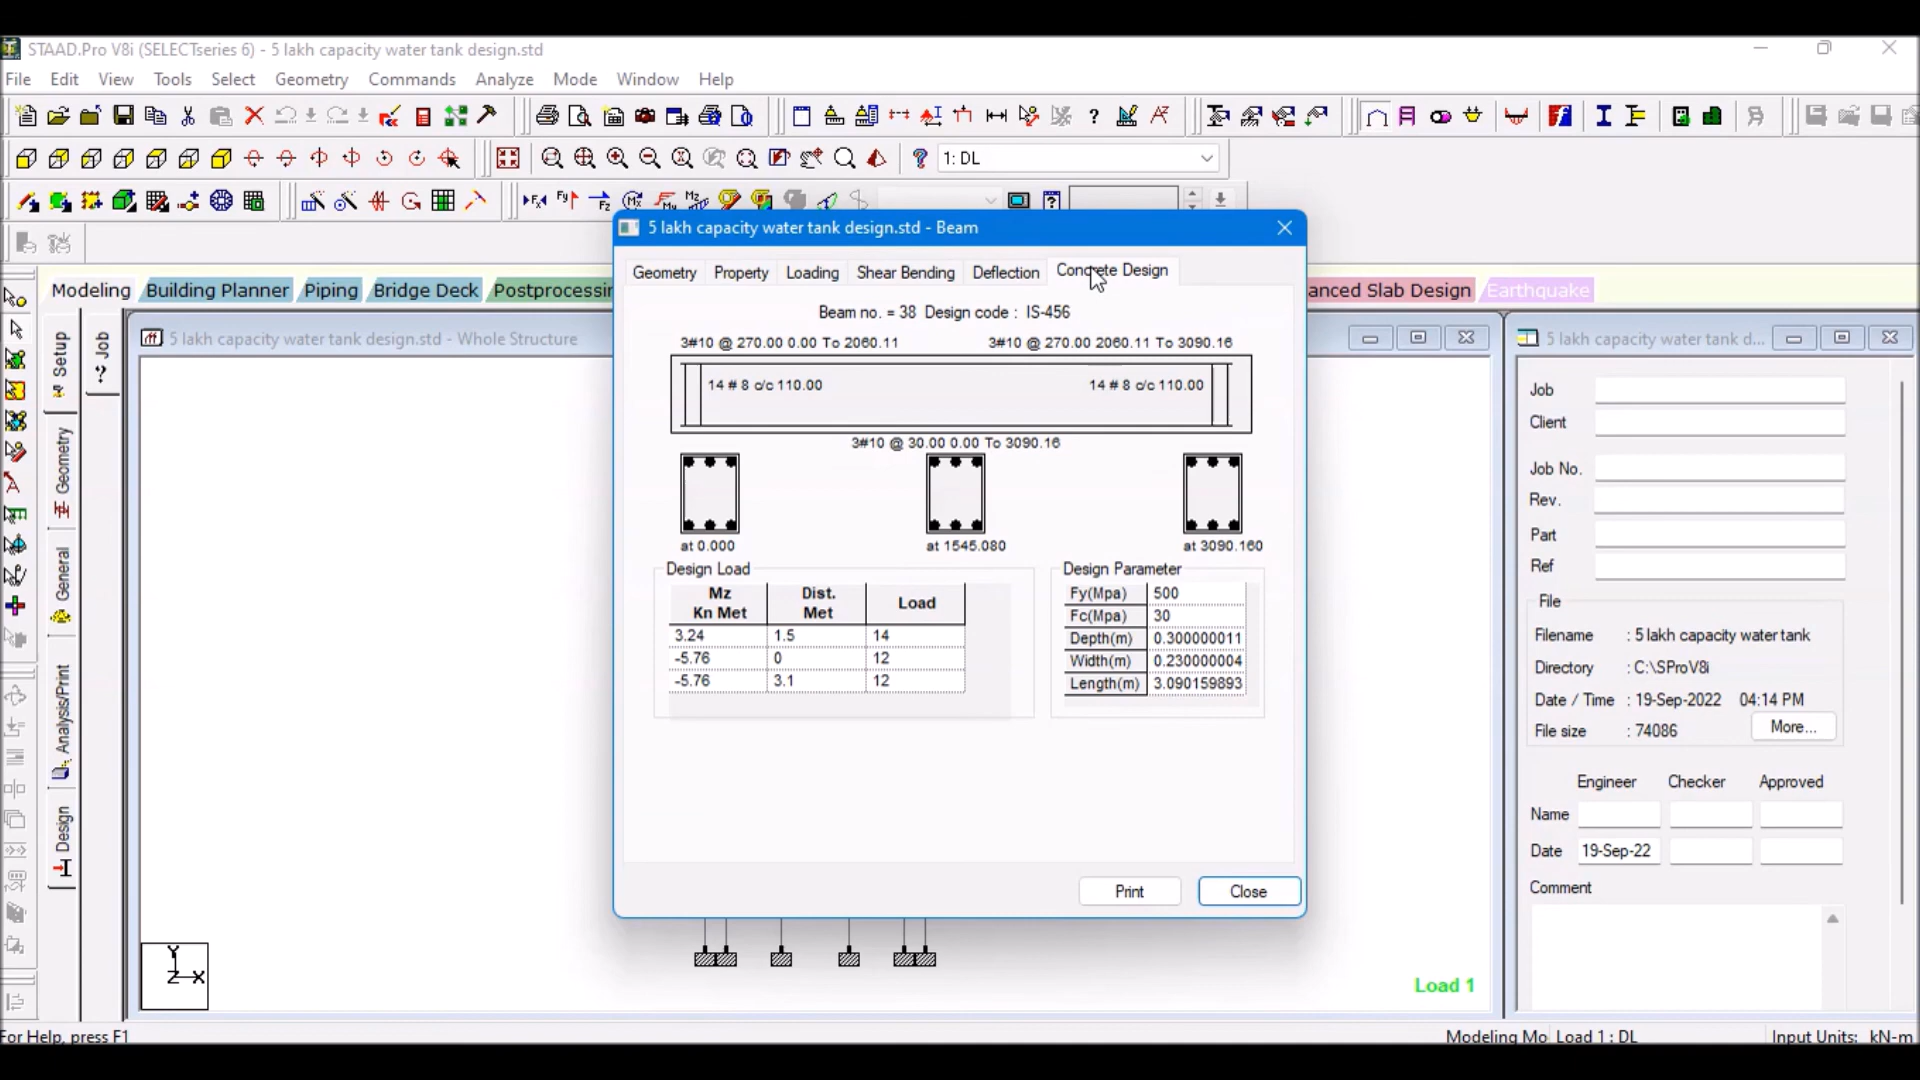 STAAD.Pro V8i (SELECTseries 6) - 5 lakh capacity water tank design.std
File Edit View Tools Select Geometry Commands Analyze Mode Window Help
1: DL
5 lakh capacity water tank design.std - Beam
Modeling Building Planner Piping Bridge Deck Postprocessin
anced Slab Design Earthquake
Geometry Property Loading Shear Bending Deflection Concrete Design
5 lakh capacity water tank design.std - Whole Structure
5 lakh capacity water tank d...
Setup
Geometry
General
Analysis/Print
Design
Job
Beam no. = 38 Design code : IS-456
3#10 @ 270.00 0.00 To 2060.11 3#10 @ 270.00 2060.11 To 3090.16
14 # 8 c/c 110.00 14 # 8 c/c 110.00
3#10 @ 30.00 0.00 To 3090.16
at 0.000 at 1545.080 at 3090.160
Design Load
Mz Kn Met Dist. Met Load
3.24 1.5 14
-5.76 0 12
-5.76 3.1 12
Design Parameter
Fy(Mpa) 500
Fc(Mpa) 30
Depth(m) 0.300000011
Width(m) 0.230000004
Length(m) 3.090159893
Print Close
Y
Z X
Load 1
Job
Client
Job No.
Rev.
Part
Ref
File
Filename : 5 lakh capacity water tank
Directory : C:\SProV8i
Date / Time : 19-Sep-2022 04:14 PM
File size : 74086 More...
Engineer Checker Approved
Name
Date 19-Sep-22
Comment
For Help, press F1
Modeling Mo Load 1 : DL Input Units: kN-m